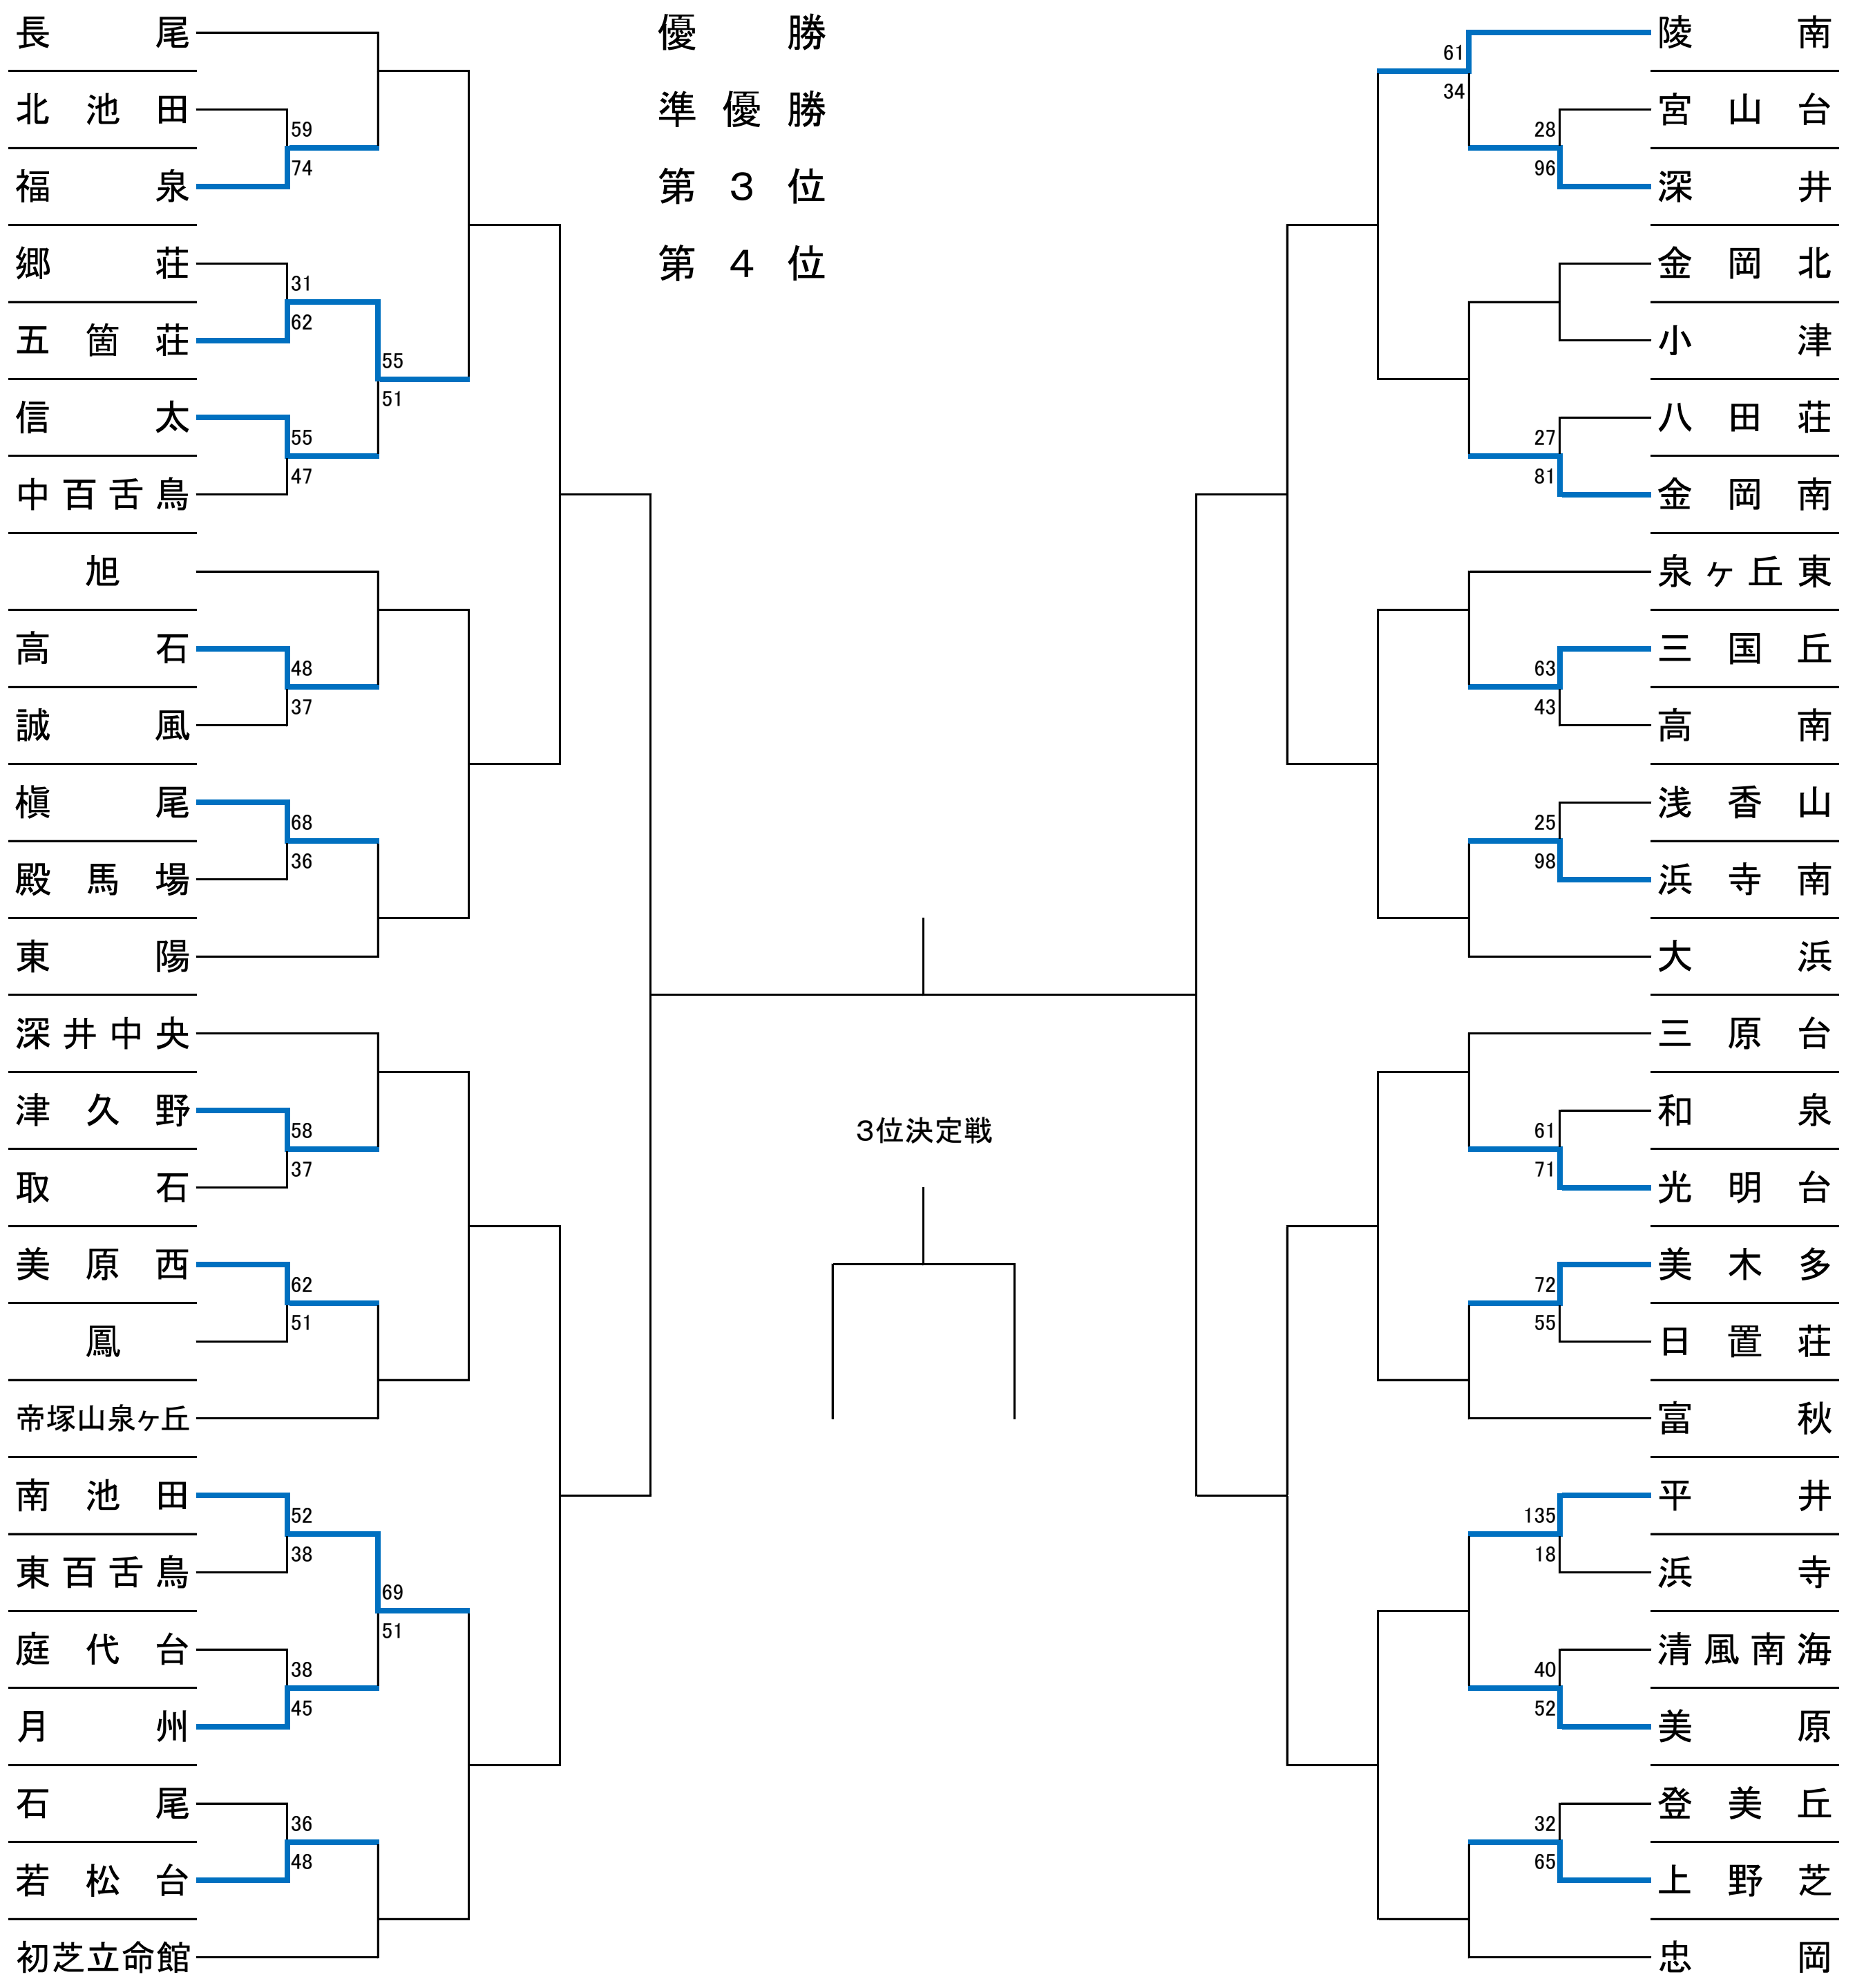 長尾
北池田
59
74
福泉
郷荘
31
62
五箇荘
55
51
信太
55
47
中百舌鳥
旭
高石
48
37
誠風
槇尾
68
36
殿馬場
東陽
深井中央
津久野
58
37
取石
美原西
62
51
鳳
帝塚山泉ヶ丘
南池田
52
38
東百舌鳥
69
51
庭代台
38
45
月州
石尾
36
48
若松台
初芝立命館
優勝
準優勝
第3位
第4位
3位決定戦
陵南
61
34
宮山台
28
96
深井
金岡北
小津
八田荘
27
81
金岡南
泉ヶ丘東
三国丘
63
43
高南
浅香山
25
98
浜寺南
大浜
三原台
和泉
61
71
光明台
美木多
72
55
日置荘
富秋
平井
135
18
浜寺
清風南海
40
52
美原
登美丘
32
65
上野芝
忠岡